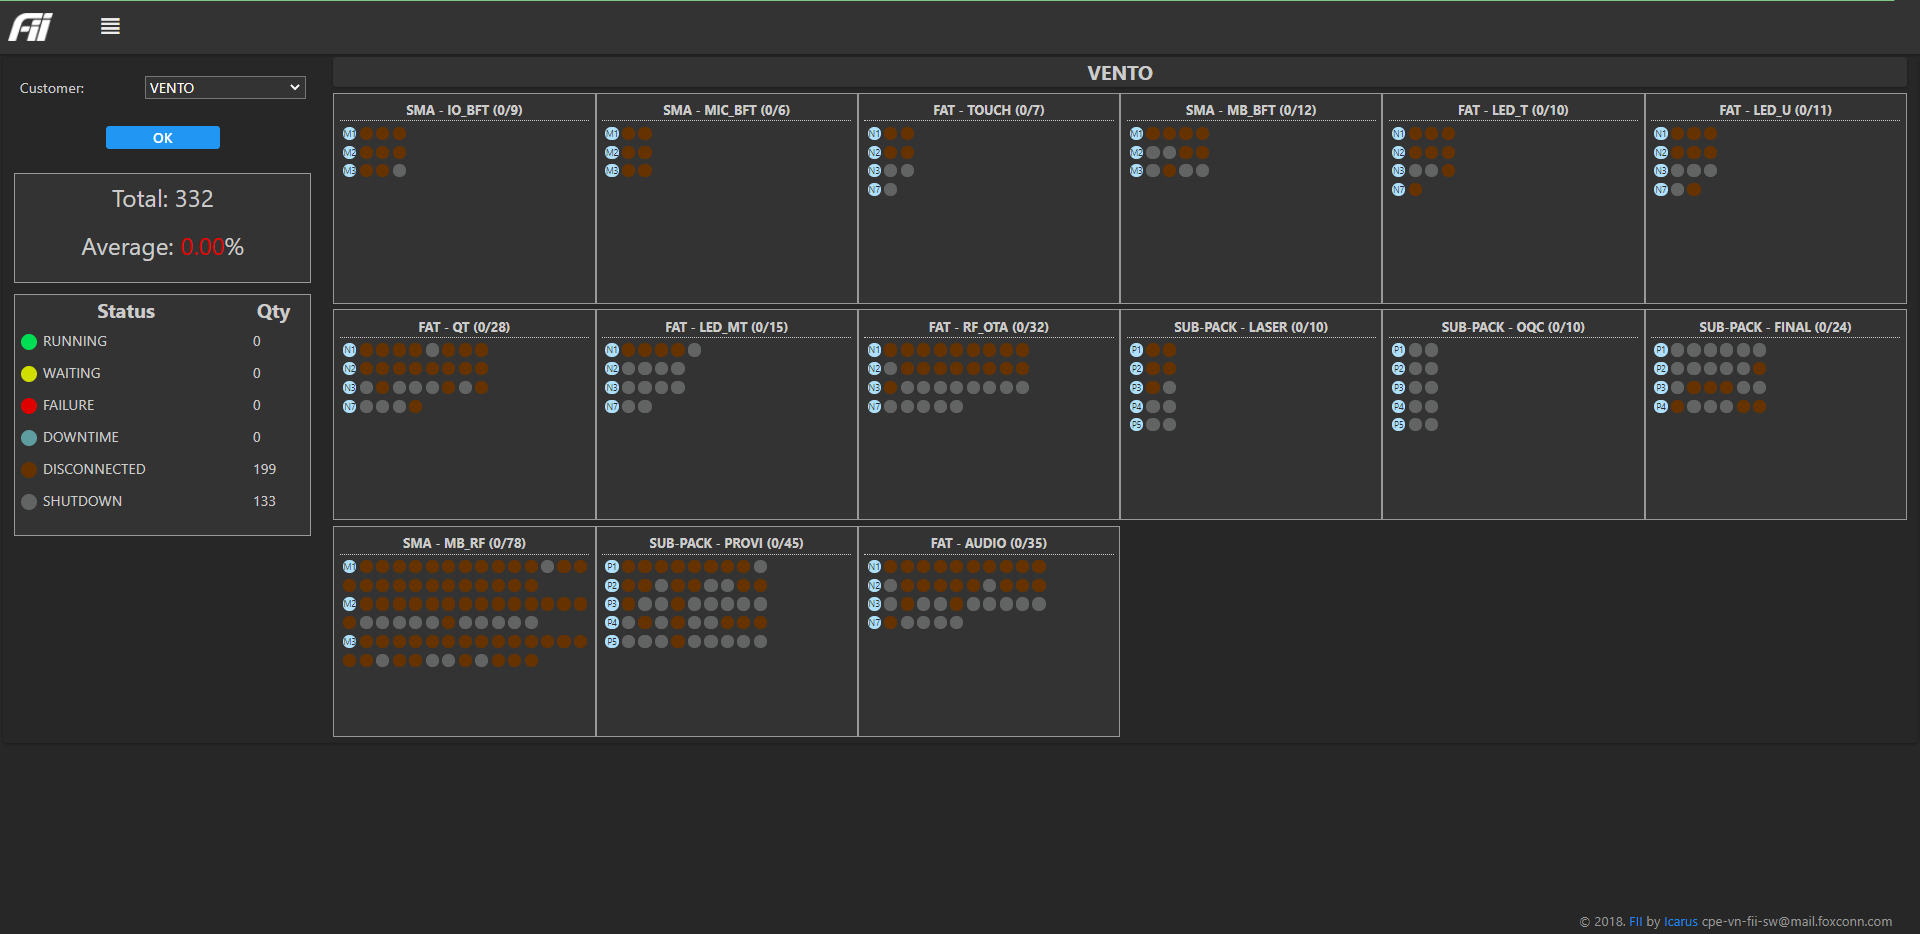 Fii
Customer:
VENTO
OK
Total: 332
Average: 0.00%
Status Qty
RUNNING 0
WAITING 0
FAILURE 0
DOWNTIME 0
DISCONNECTED 199
SHUTDOWN 133
VENTO
SMA - IO_BFT (0/9)
M1
M2
M3
SMA - MIC_BFT (0/6)
M1
M2
M3
FAT - TOUCH (0/7)
N1
N2
N3
N7
SMA - MB_BFT (0/12)
M1
M2
M3
FAT - LED_T (0/10)
N1
N2
N3
N7
FAT - LED_U (0/11)
N1
N2
N3
N7
FAT - QT (0/28)
N1
N2
N3
N7
FAT - LED_MT (0/15)
N1
N2
N3
N7
FAT - RF_OTA (0/32)
N1
N2
N3
N7
SUB-PACK - LASER (0/10)
P1
P2
P3
P4
P5
SUB-PACK - OQC (0/10)
P1
P2
P3
P4
P5
SUB-PACK - FINAL (0/24)
P1
P2
P3
P4
SMA - MB_RF (0/78)
M1
M2
M3
SUB-PACK - PROVI (0/45)
P1
P2
P3
P4
P5
FAT - AUDIO (0/35)
N1
N2
N3
N7
© 2018. FII by Icarus cpe-vn-fii-sw@mail.foxconn.com